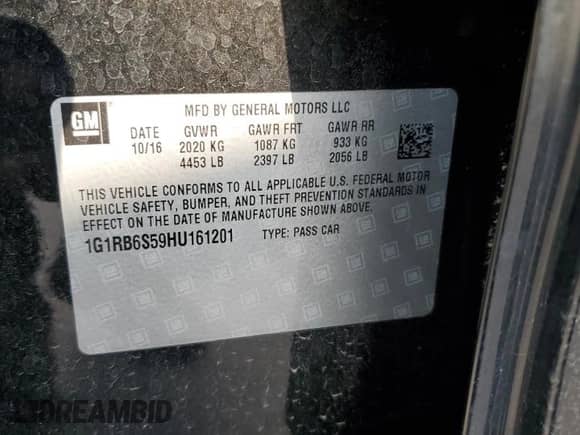 GM
MFD BY GENERAL MOTORS LLC
DATE GVWR GAWR FRT GAWR RR
10/16 2020 KG 1087 KG 933 KG
4453 LB 2397 LB 2056 LB
THIS VEHICLE CONFORMS TO ALL APPLICABLE U.S. FEDERAL MOTOR
VEHICLE SAFETY, BUMPER, AND THEFT PREVENTION STANDARDS IN
EFFECT ON THE DATE OF MANUFACTURE SHOWN ABOVE.
1G1RB6S59HU161201 TYPE: PASS CAR
DREAMBID